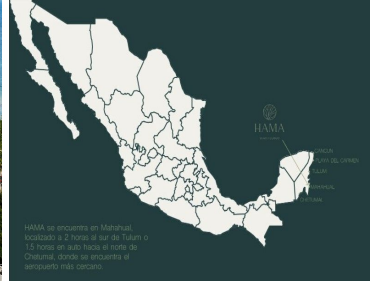 HAMA
CANCUN
PLAYA DEL CARMEN
TULUM
MAHAHUAL
CHETUMAL
HAMA se encuentra en Mahahual,
localizado a 2 horas al sur de Tulum o
1,5 horas en auto hacia el norte de
Chetumal, donde se encuentra el
aeropuerto más cercano.